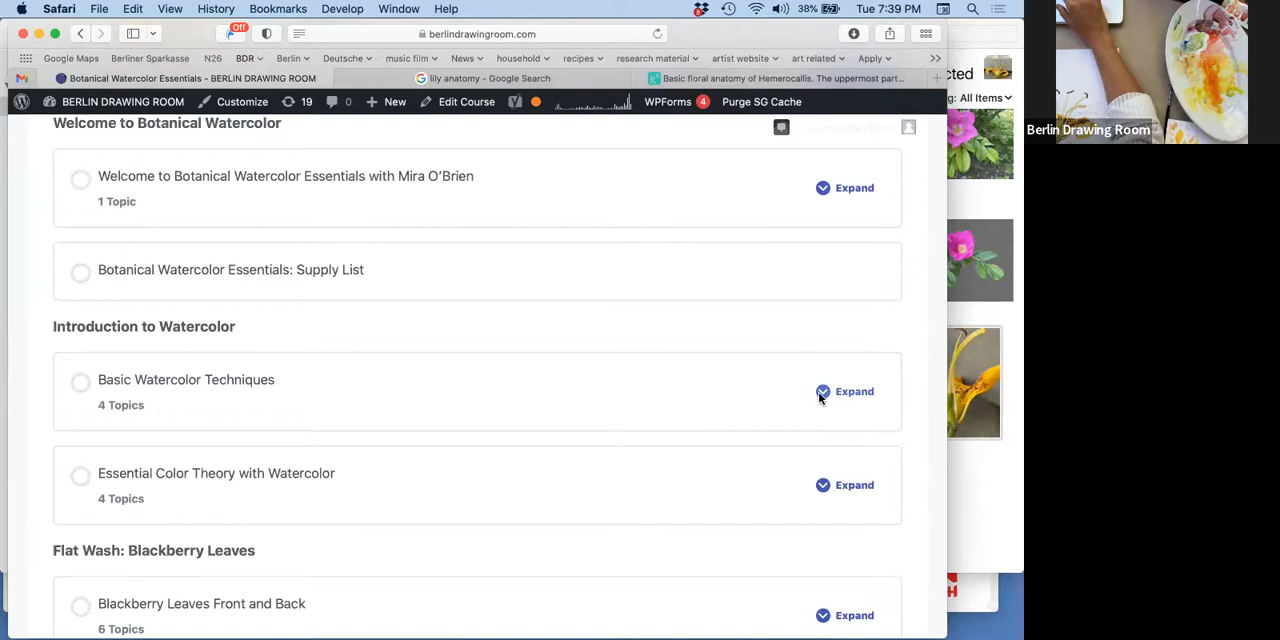 Safari File Edit View History Bookmarks Develop Window Help 38% Tue 7:39 PM
Off
berlindrawingroom.com
Google Maps Berliner Sparkasse N26 BDR Berlin Deutsche music film News household recipes research material artist website art related Apply
Botanical Watercolor Essentials - BERLIN DRAWING ROOM lily anatomy - Google Search Basic floral anatomy of Hemerocallis. The uppermost part...
BERLIN DRAWING ROOM Customize 19 0 New Edit Course WPForms 4 Purge SG Cache
Welcome to Botanical Watercolor
Welcome to Botanical Watercolor Essentials with Mira O’Brien
1 Topic
Expand
Botanical Watercolor Essentials: Supply List
Introduction to Watercolor
Basic Watercolor Techniques
4 Topics
Expand
Essential Color Theory with Watercolor
4 Topics
Expand
Flat Wash: Blackberry Leaves
Blackberry Leaves Front and Back
6 Topics
Expand
All Items
Berlin Drawing Room